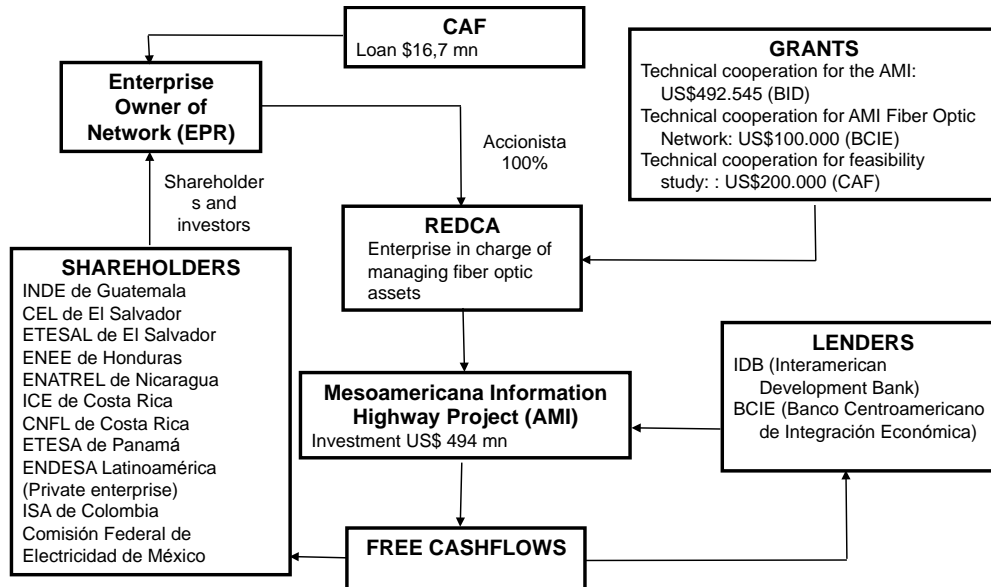 CAF
Loan $16,7 mn
Enterprise
Owner of
Network (EPR)
GRANTS
Technical cooperation for the AMI:
US$492.545 (BID)
Technical cooperation for AMI Fiber Optic
Network: US$100.000 (BCIE)
Technical cooperation for feasibility
study: : US$200.000 (CAF)
Accionista
100%
Shareholder
s and
investors
REDCA
Enterprise in charge of
managing fiber optic
assets
SHAREHOLDERS
INDE de Guatemala
CEL de El Salvador
ETESAL de El Salvador
ENEE de Honduras
ENATREL de Nicaragua
ICE de Costa Rica
CNFL de Costa Rica
ETESA de Panamá
ENDESA Latinoamérica
(Private enterprise)
ISA de Colombia
Comisión Federal de
Electricidad de México
LENDERS
IDB (Interamerican
Development Bank)
BCIE (Banco Centroamericano
de Integración Económica)
Mesoamericana Information
Highway Project (AMI)
Investment US$ 494 mn
FREE CASHFLOWS